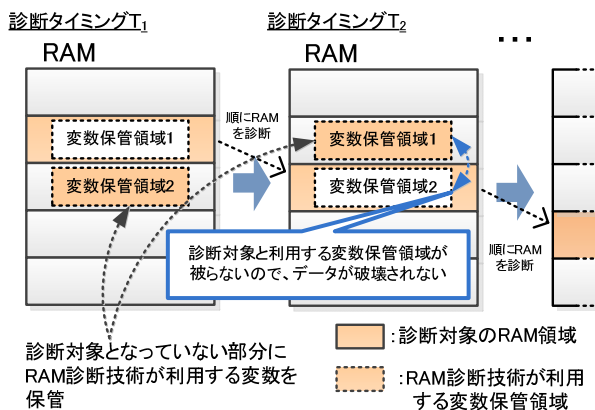 診断タイミングT1
RAM
変数保管領域1
変数保管領域2
順にRAM
を診断
診断タイミングT2
RAM
変数保管領域1
変数保管領域2
…
順にRAM
を診断
診断対象と利用する変数保管領域が
被らないので、データが破壊されない
診断対象となっていない部分に
RAM診断技術が利用する変数を
保管
:診断対象のRAM領域
:RAM診断技術が利用
する変数保管領域